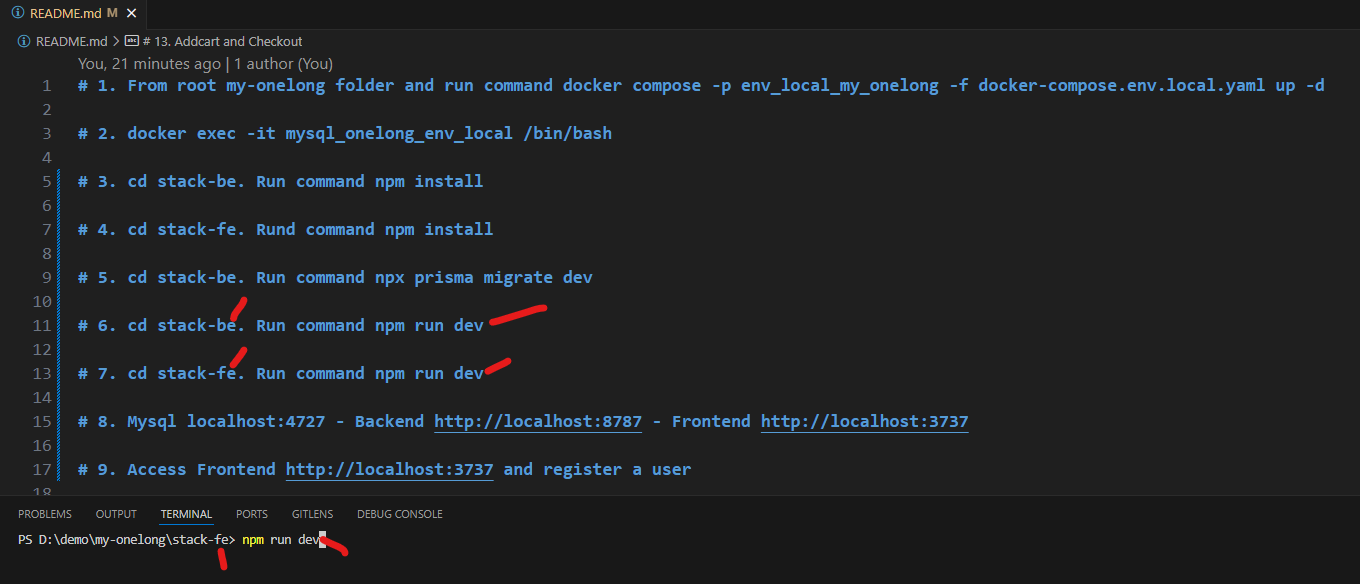 README.md M
README.md > # 13. Addcart and Checkout
You, 21 minutes ago | 1 author (You)
1 # 1. From root my-onelong folder and run command docker compose -p env_local_my_onelong -f docker-compose.env.local.yaml up -d
2
3 # 2. docker exec -it mysql_onelong_env_local /bin/bash
4
5 # 3. cd stack-be. Run command npm install
6
7 # 4. cd stack-fe. Rund command npm install
8
9 # 5. cd stack-be. Run command npx prisma migrate dev
10
11 # 6. cd stack-be. Run command npm run dev
12
13 # 7. cd stack-fe. Run command npm run dev
14
15 # 8. Mysql localhost:4727 - Backend http://localhost:8787 - Frontend http://localhost:3737
16
17 # 9. Access Frontend http://localhost:3737 and register a user
18
PROBLEMS OUTPUT TERMINAL PORTS GITLENS DEBUG CONSOLE
PS D:\demo\my-onelong\stack-fe> npm run dev